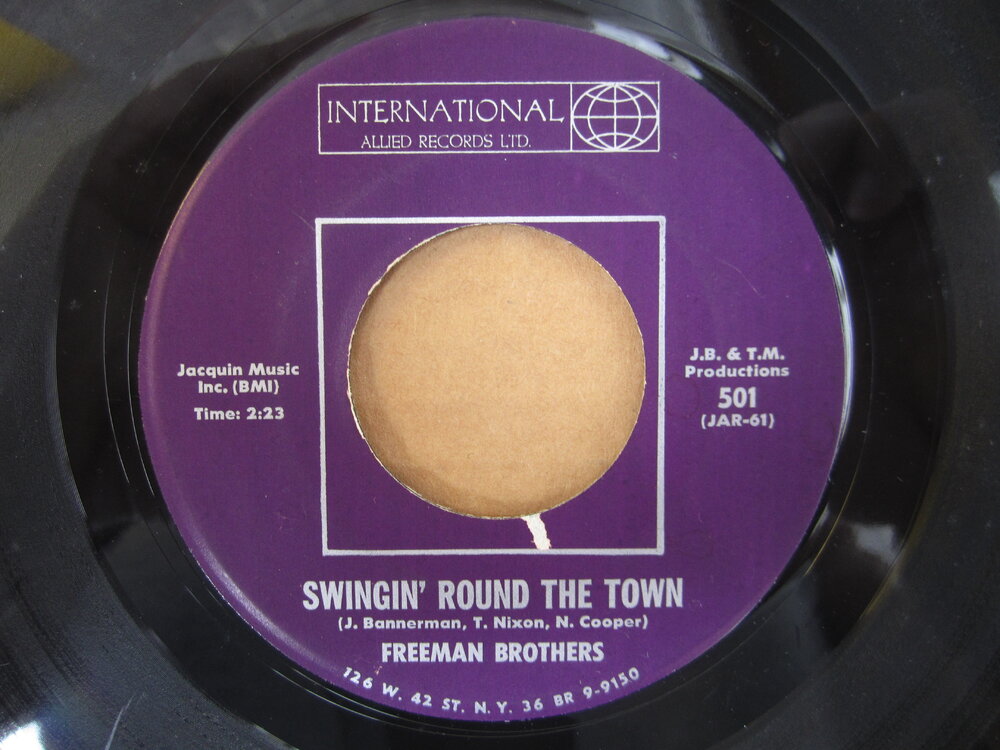 INTERNATIONAL
ALLIED RECORDS LTD.
Jacquin Music
Inc. (BMI)
Time: 2:23
J.B. & T.M.
Productions
501
(JAR-61)
SWINGIN' ROUND THE TOWN
(J. Bannerman, T. Nixon, N. Cooper)
FREEMAN BROTHERS
126 W. 42 ST. N.Y. 36 BR 9-9150